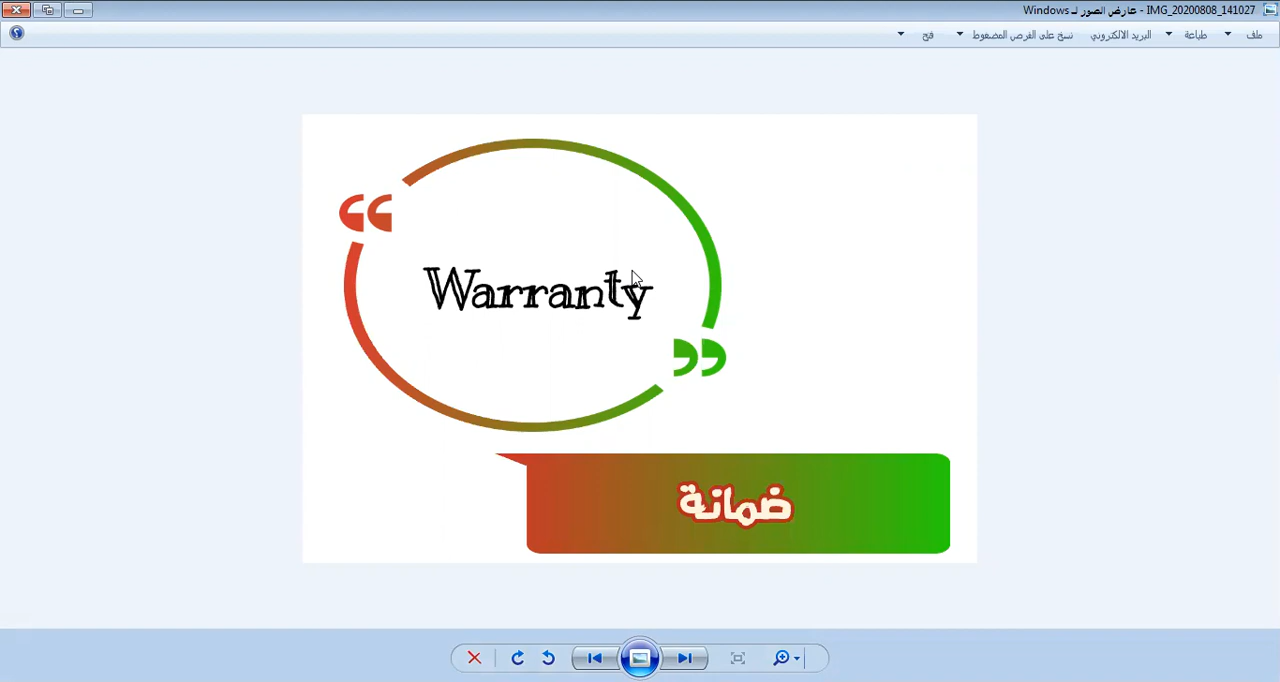 IMG_20200808_141027 - عارض الصور لـ Windows
ملف طباعة البريد الالكتروني نسخ على القرص المضغوط فتح
“
Warranty
”
ضمانة